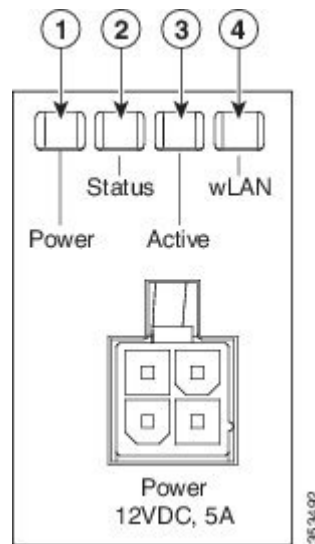 1 2 3 4
Status wLAN
Power Active
Power
12VDC, 5A
353492